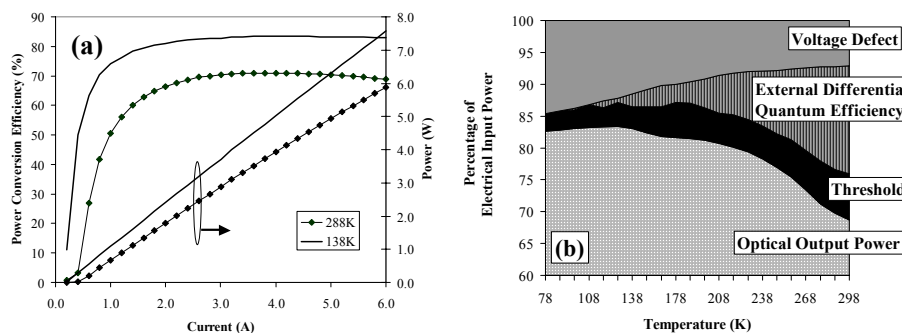 (a)
Power Conversion Efficiency (%)
90
80
70
60
50
40
30
20
10
0
8.0
7.0
6.0
5.0
4.0
3.0
2.0
1.0
0.0
Power (W)
288K
138K
0.0 1.0 2.0 3.0 4.0 5.0 6.0
Current (A)
Percentage of
Electrical Input Power
100
95
90
85
80
75
70
65
60
Voltage Defect
External Differentia
Quantum Efficiency
Threshold
Optical Output Power
(b)
78 108 138 178 208 238 268 298
Temperature (K)